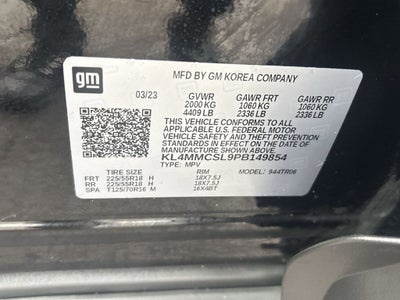 gm
MFD BY GM KOREA COMPANY
03/23 GVWR GAWR FRT GAWR RR
2000 KG 1060 KG 1060 KG
4409 LB 2336 LB 2336 LB
THIS VEHICLE CONFORMS TO ALL
APPLICABLE U.S. FEDERAL MOTOR
VEHICLE SAFETY AND THEFT PREVENTION
STANDARDS IN EFFECT ON THE DATE OF
MANUFACTURE SHOWN ABOVE.
KL4MMCSL9PB149854
TYPE: MPV MODEL: 944TR06
TIRE SIZE RIM
FRT 225/55R18 H 18X7.5J
RR 225/55R18 H 18X7.5J
SPA T125/70R16 M 16X4BT